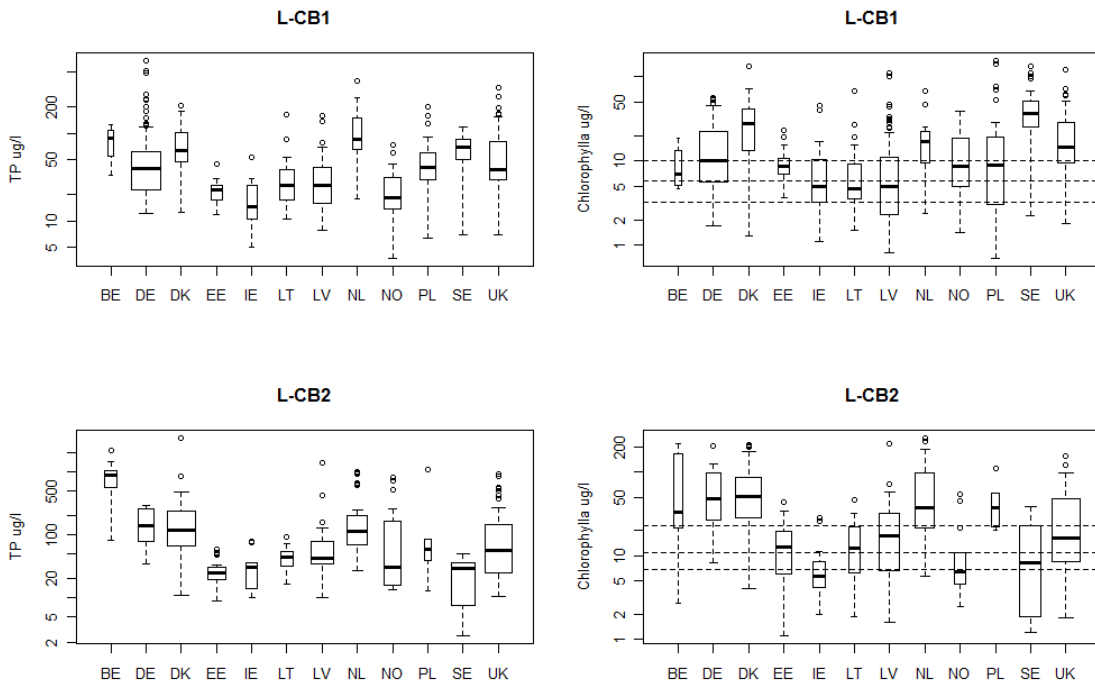 L-CB1
TP ug/l
200
50
10
5
BE DE DK EE IE LT LV NL NO PL SE UK
L-CB1
Chlorophylla ug/l
50
10
5
2
1
BE DE DK EE IE LT LV NL NO PL SE UK
L-CB2
TP ug/l
500
100
20
5
2
BE DE DK EE IE LT LV NL NO PL SE UK
L-CB2
Chlorophylla ug/l
200
50
10
5
2
1
BE DE DK EE IE LT LV NL NO PL SE UK